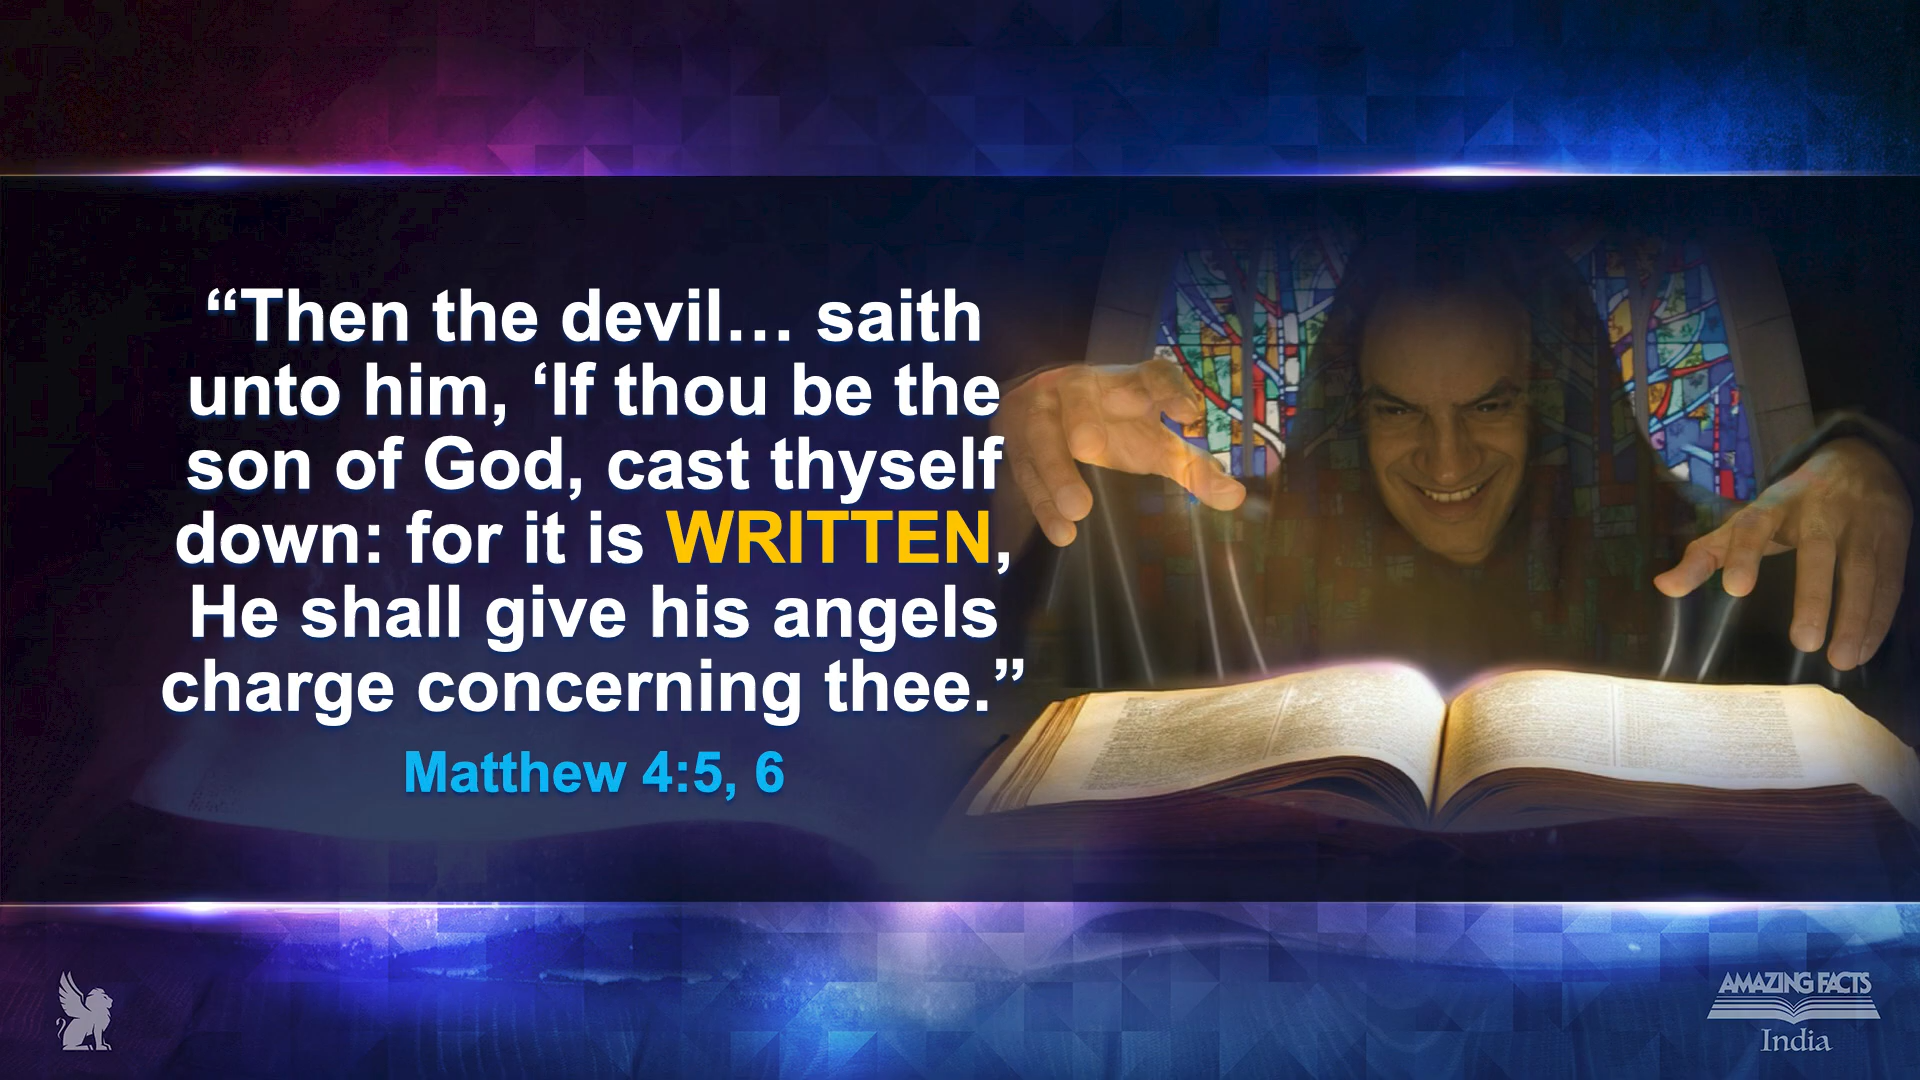 “Then the devil… saith
unto him, ‘If thou be the
son of God, cast thyself
down: for it is WRITTEN,
He shall give his angels
charge concerning thee.”
Matthew 4:5, 6
AMAZING FACTS
India